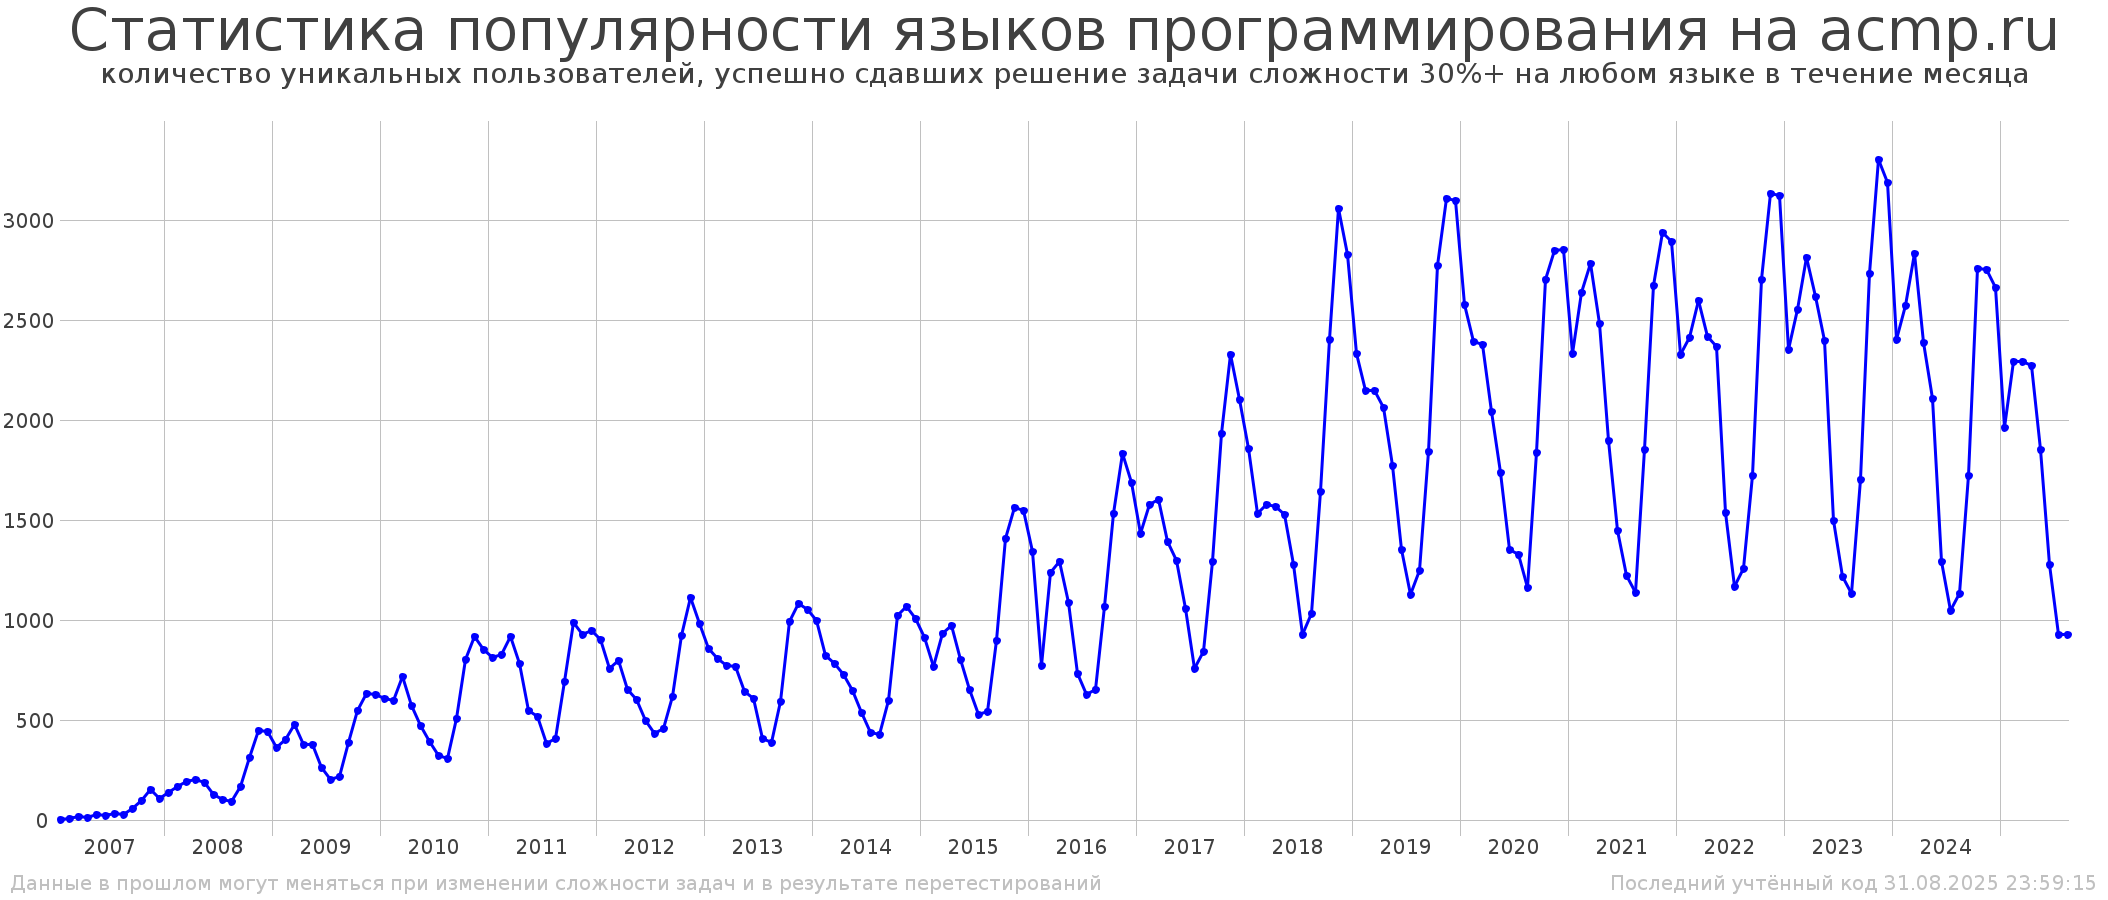 Статистика популярности языков программирования на acmp.ru
количество уникальных пользователей, успешно сдавших решение задачи сложности 30%+ на любом языке в течение месяца
3000
2500
2000
1500
1000
500
0
2007 2008 2009 2010 2011 2012 2013 2014 2015 2016 2017 2018 2019 2020 2021 2022 2023 2024
Данные в прошлом могут меняться при изменении сложности задач и в результате перетестирований
Последний учтённый код 31.08.2025 23:59:15